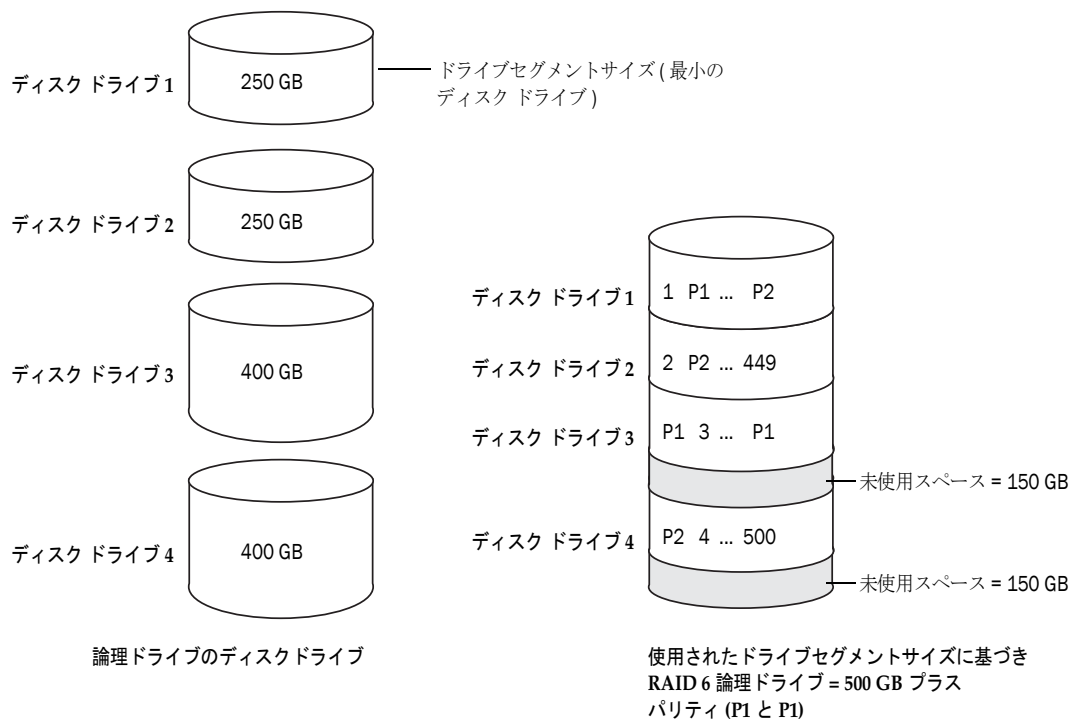 ディスク ドライブ 1
250 GB
ドライブセグメントサイズ ( 最小の
ディスク ドライブ )
ディスク ドライブ 2
250 GB
ディスク ドライブ 3
400 GB
ディスク ドライブ 4
400 GB
論理ドライブのディスクドライブ
ディスク ドライブ 1
1 P1 ... P2
ディスク ドライブ 2
2 P2 ... 449
ディスク ドライブ 3
P1 3 ... P1
未使用スペース = 150 GB
ディスク ドライブ 4
P2 4 ... 500
未使用スペース = 150 GB
使用されたドライブセグメントサイズに基づき
RAID 6 論理ドライブ = 500 GB プラス
パリティ (P1 と P1)